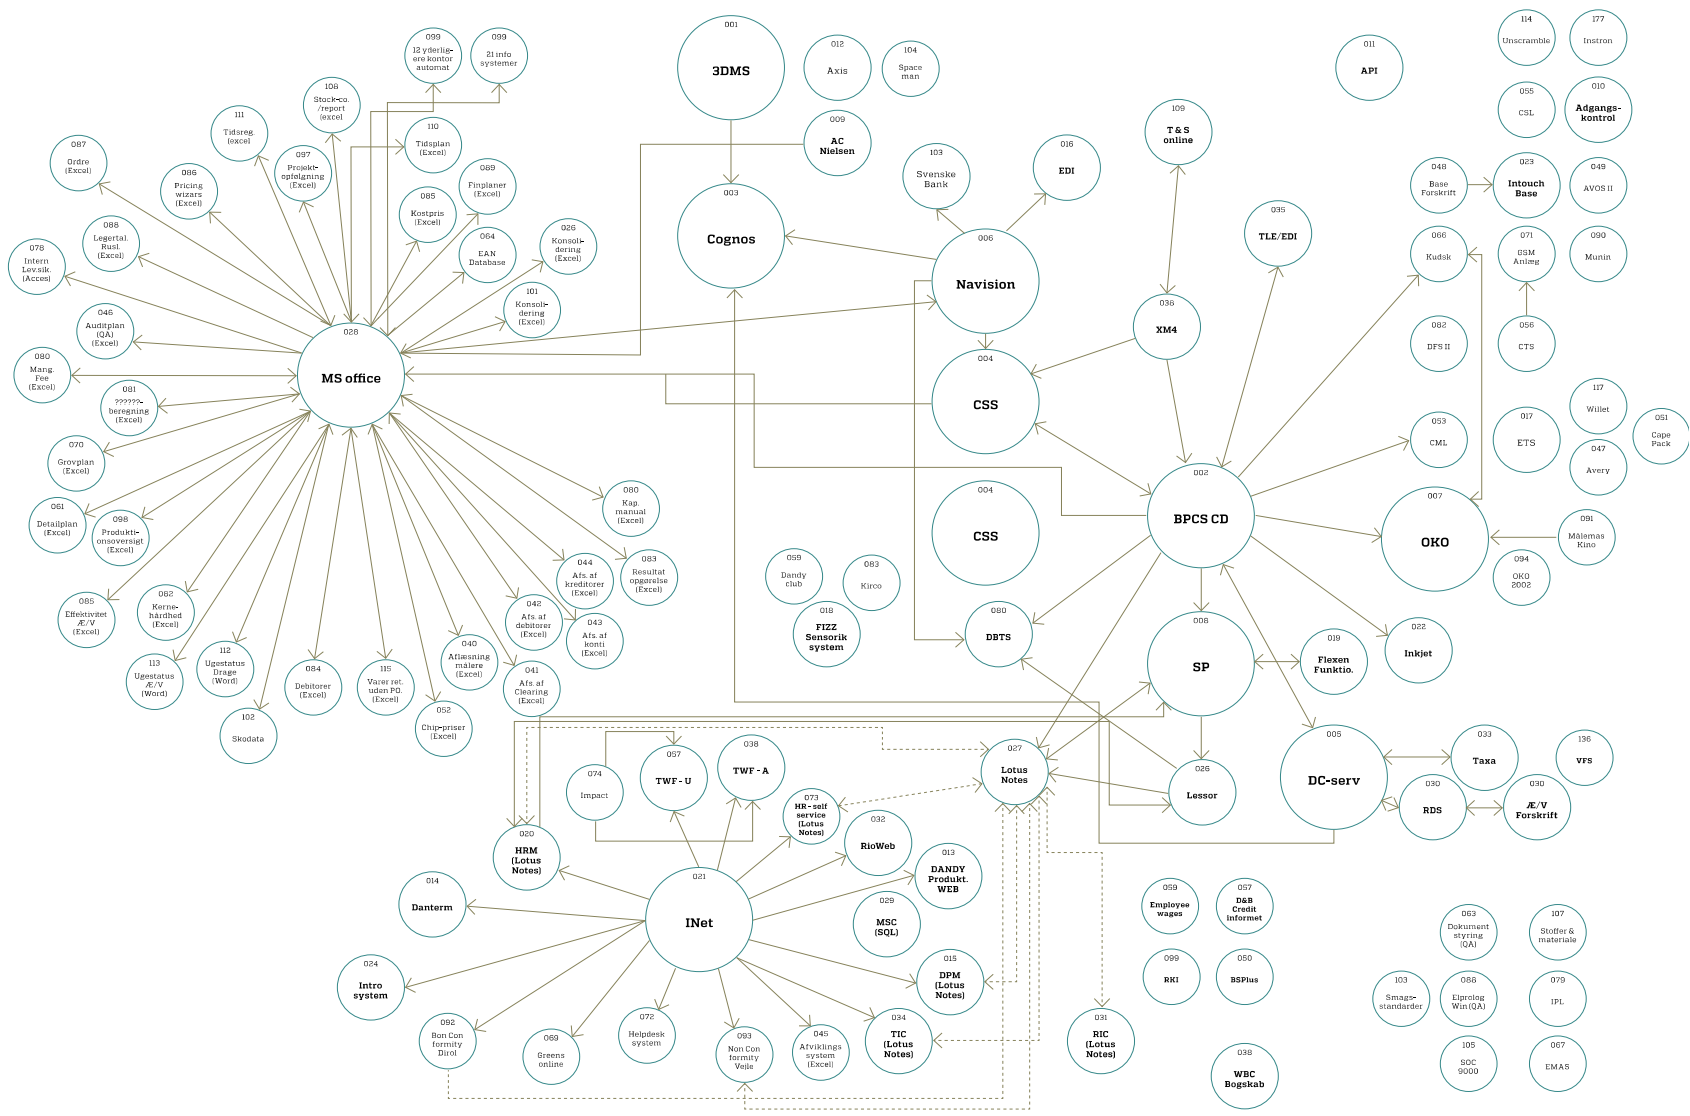 001
3DMS
012
Axis
104
Space
man
009
AC
Nielsen
011
API
114
Unscramble
177
Instron
055
CSL
010
Adgangs-
kontrol
099
12 yderlig-
ere kontor
automat
099
21 info
systemer
108
Stock-co.
/report
(excel
111
Tidsreg.
(excel
110
Tidsplan
(Excel)
087
Ordre
(Excel)
086
Pricing
wizars
(Excel)
097
Projekt-
opfølgning
(Excel)
089
Finplaner
(Excel)
085
Kostpris
(Excel)
088
Legertal.
Rusl.
(Excel)
064
EAN
Database
026
Konsoli-
dering
(Excel)
078
Intern
Lev.sik.
(Acces)
101
Konsoli-
dering
(Excel)
046
Auditplan
(QA)
(Excel)
080
Mang.
Fee
(Excel)
028
MS office
081
??????-
beregning
(Excel)
070
Grovplan
(Excel)
061
Detailplan
(Excel)
098
Produkti-
onsoversigt
(Excel)
085
Effektivitet
Æ/V
(Excel)
062
Kerne-
hårdhed
(Excel)
113
Ugestatus
Æ/V
(Word)
112
Ugestatus
Drage
(Word)
102
Skodata
084
Debitorer
(Excel)
115
Varer ret.
uden PO.
(Excel)
052
Chip-priser
(Excel)
040
Aflæsning
målere
(Excel)
041
Afs. af
Clearing
(Excel)
042
Afs. af
debitorer
(Excel)
043
Afs. af
konti
(Excel)
044
Afs. af
kreditorer
(Excel)
083
Resultat
opgørelse
(Excel)
080
Kap.
manual
(Excel)
003
Cognos
103
Svenske
Bank
016
EDI
006
Navision
109
T & S
online
035
TLE/EDI
036
XM4
004
CSS
004
CSS
002
BPCS CD
048
Base
Forskrift
023
Intouch
Base
049
AVOS II
066
Kudsk
071
GSM
Anlæg
090
Munin
082
DFS II
056
CTS
053
CML
017
ETS
117
Willet
047
Avery
051
Cape
Pack
007
OKO
091
Målemas
Kino
094
OKO
2002
059
Dandy
club
083
Kirco
018
FIZZ
Sensorik
system
080
DBTS
008
SP
019
Flexen
Funktio.
022
Inkjet
027
Lotus
Notes
026
Lessor
005
DC-serv
033
Taxa
136
VFS
030
RDS
030
Æ/V
Forskrift
074
Impact
057
TWF - U
038
TWF - A
073
HR - self
service
(Lotus
Notes)
032
RioWeb
020
HRM
(Lotus
Notes)
013
DANDY
Produkt.
WEB
014
Danterm
021
INet
029
MSC
(SQL)
024
Intro
system
015
DPM
(Lotus
Notes)
092
Bon Con
formity
Dirol
069
Greens
online
072
Helpdesk
system
093
Non Con
formity
Vejle
045
Afviklings
system
(Excel)
034
TIC
(Lotus
Notes)
031
RIC
(Lotus
Notes)
059
Employee
wages
057
D&B
Credit
informet
099
RKI
050
BSPlus
038
WBC
Bogskab
063
Dokument
styring
(QA)
107
Stoffer &
materiale
103
Smags-
standarder
086
Elprolog
Win (QA)
079
IPL
105
SOC
9000
067
EMAS